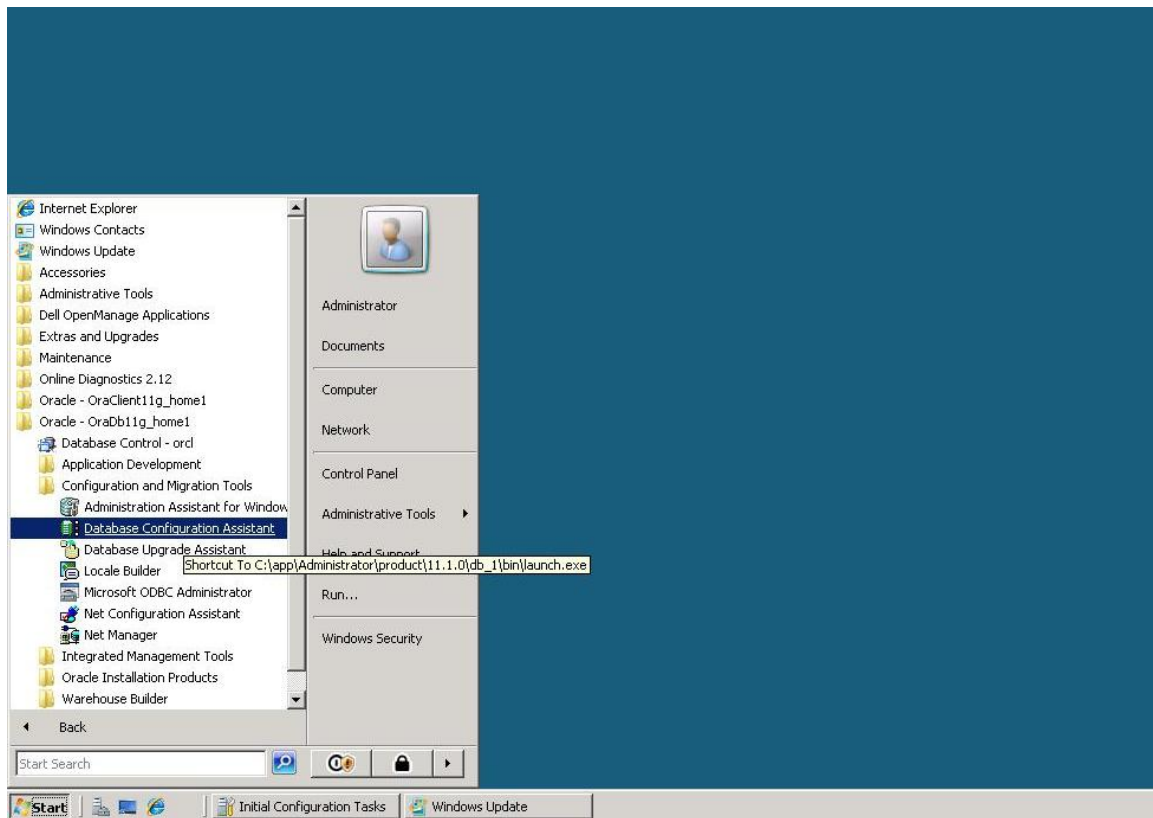 Internet Explorer
Windows Contacts
Windows Update
Accessories
Administrative Tools
Dell OpenManage Applications
Extras and Upgrades
Maintenance
Online Diagnostics 2.12
Oracle - OraClient11g_home1
Oracle - OraDb11g_home1
Database Control - orcl
Application Development
Configuration and Migration Tools
Administration Assistant for Window
Database Configuration Assistant
Database Upgrade Assistant
Shortcut To C:\app\Administrator\product\11.1.0\db_1\bin\launch.exe
Locale Builder
Microsoft ODBC Administrator
Net Configuration Assistant
Net Manager
Integrated Management Tools
Oracle Installation Products
Warehouse Builder
Back
Start Search
Administrator
Documents
Computer
Network
Control Panel
Administrative Tools
Help and Support
Run...
Windows Security
Start
Initial Configuration Tasks
Windows Update